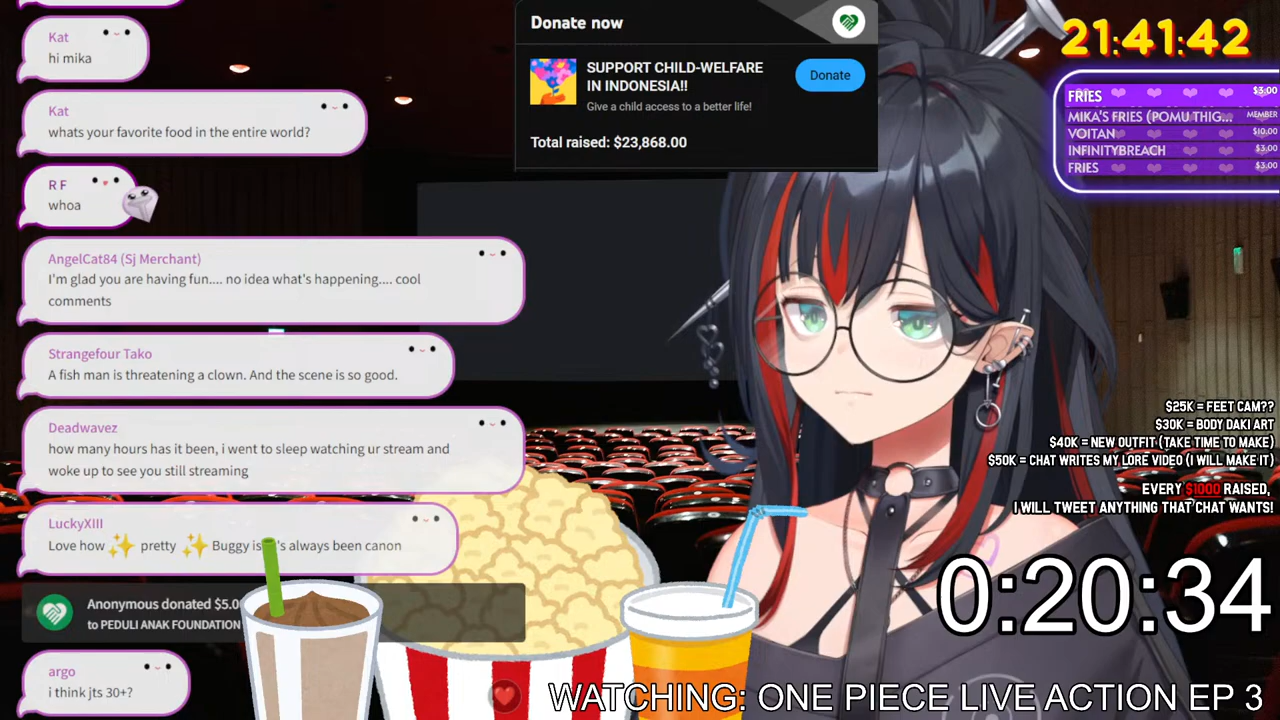 Kat
hi mika
Kat
whats your favorite food in the entire world?
R F
whoa
AngelCat84 (Sj Merchant)
I'm glad you are having fun.... no idea what's happening.... cool
comments
Strangefour Tako
A fish man is threatening a clown. And the scene is so good.
Deadwavez
how many hours has it been, i went to sleep watching ur stream and
woke up to see you still streaming
LuckyXIII
Love how ✨ pretty ✨ Buggy is always been canon
Anonymous donated $5.0
to PEDULI ANAK FOUNDATION
argo
i think jts 30+?
Donate now
SUPPORT CHILD-WELFARE
IN INDONESIA!!
Give a child access to a better life!
Donate
Total raised: $23,868.00
21:41:42
FRIES $3.00
MIKA'S FRIES (POMU THIG... MEMBER
VOITAN $10.00
INFINITYBREACH $3.00
FRIES $3.00
$25K = FEET CAM??
$30K = BODY DAKI ART
$40K = NEW OUTFIT (TAKE TIME TO MAKE)
$50K = CHAT WRITES MY LORE VIDEO (I WILL MAKE IT)
EVERY $1000 RAISED,
I WILL TWEET ANYTHING THAT CHAT WANTS!
0:20:34
WATCHING: ONE PIECE LIVE ACTION EP 3